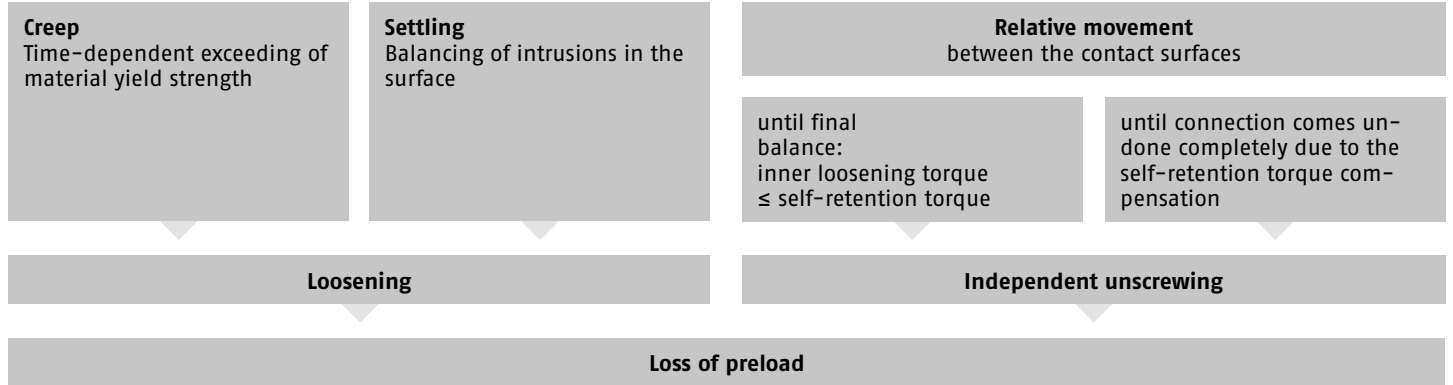 Creep
Time-dependent exceeding of
material yield strength
Settling
Balancing of intrusions in the
surface
Relative movement
between the contact surfaces
until final
balance:
inner loosening torque
≤ self-retention torque
until connection comes un-
done completely due to the
self-retention torque com-
pensation
Loosening
Independent unscrewing
Loss of preload